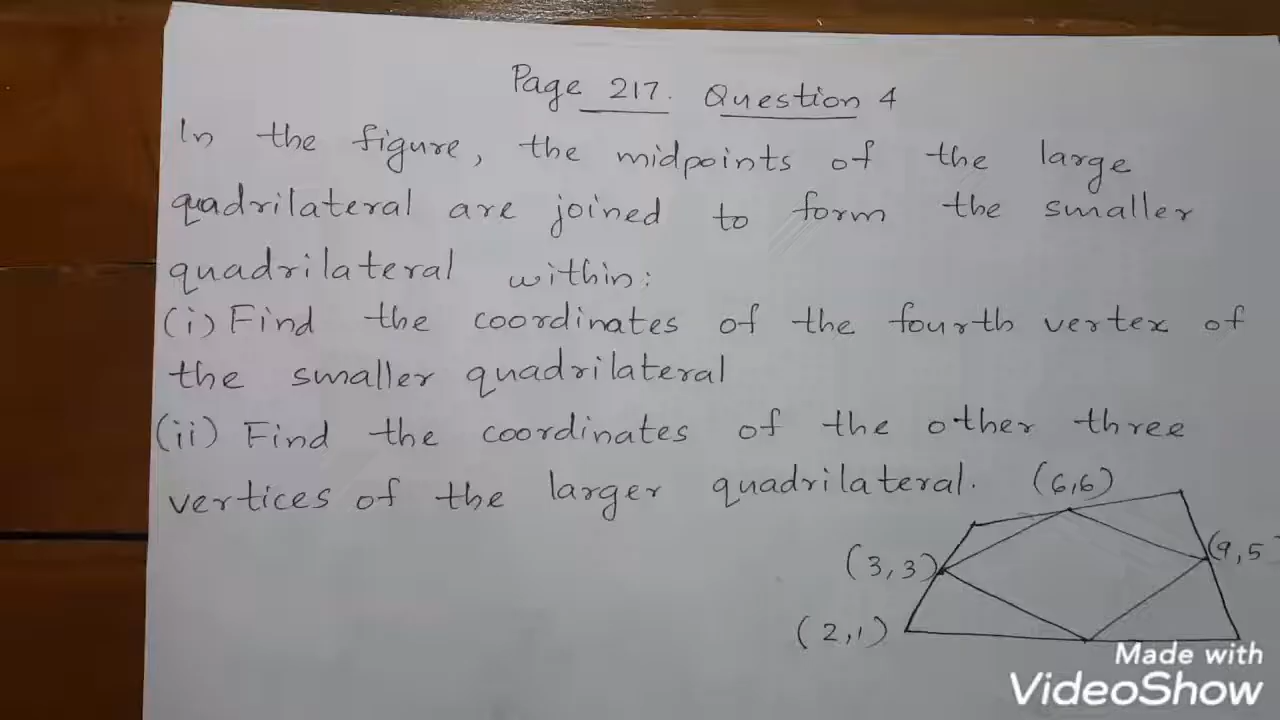 Page 217. Question 4
In the figure, the midpoints of the large
quadrilateral are joined to form the smaller
quadrilateral within:
(i) Find the coordinates of the fourth vertex of
the smaller quadrilateral
(ii) Find the coordinates of the other three
vertices of the larger quadrilateral.
(6,6)
(9,5
(3,3)
(2,1)
Made with
VideoShow